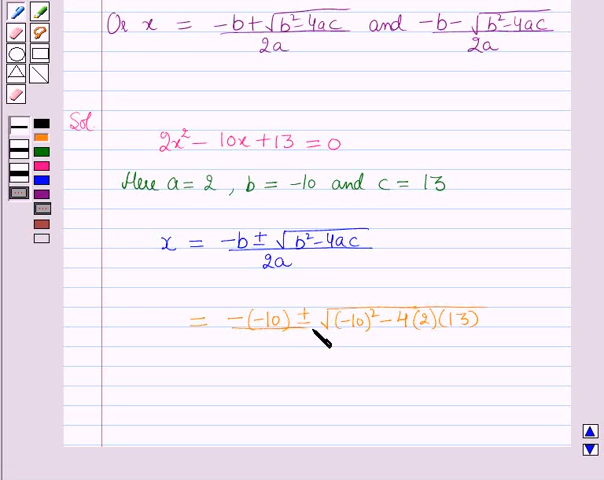 Or x = -b+√b²-4ac/2a and -b-√b²-4ac/2a
Sol
2x² - 10x + 13 = 0
Here a = 2, b = -10 and c = 13
x = -b ± √b²-4ac/2a
= -(-10) ± √(-10)² - 4(2)(13)